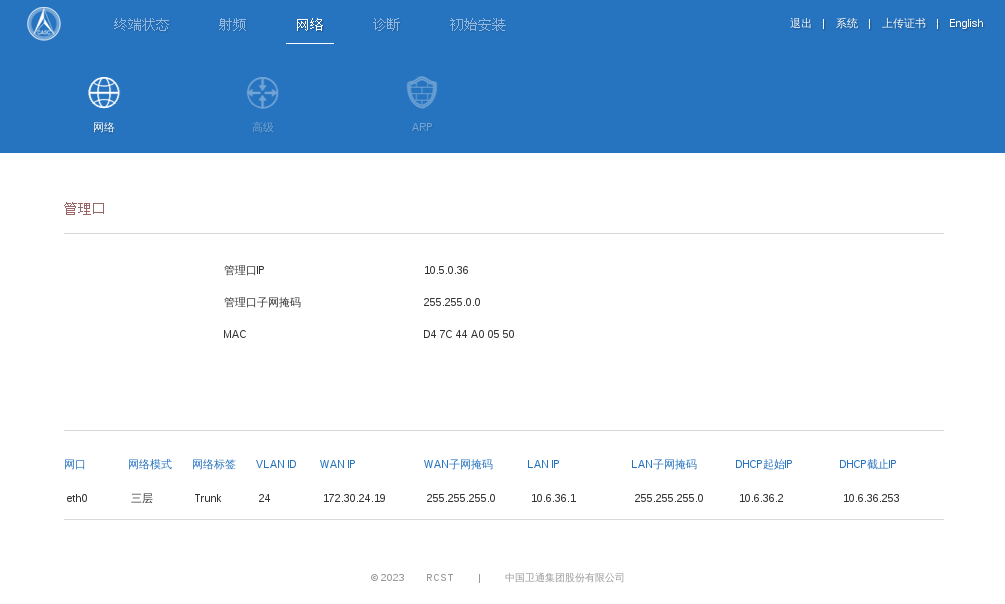 终端状态 射频 网络 诊断 初始安装 退出 | 系统 | 上传证书 | English
网络 高级 ARP
管理口
管理口IP 10.5.0.36
管理口子网掩码 255.255.0.0
MAC D4 7C 44 A0 05 50
网口 网络模式 网络标签 VLAN ID WAN IP WAN子网掩码 LAN IP LAN子网掩码 DHCP起始IP DHCP截止IP
eth0 三层 Trunk 24 172.30.24.19 255.255.255.0 10.6.36.1 255.255.255.0 10.6.36.2 10.6.36.253
© 2023 RCST | 中国卫通集团股份有限公司